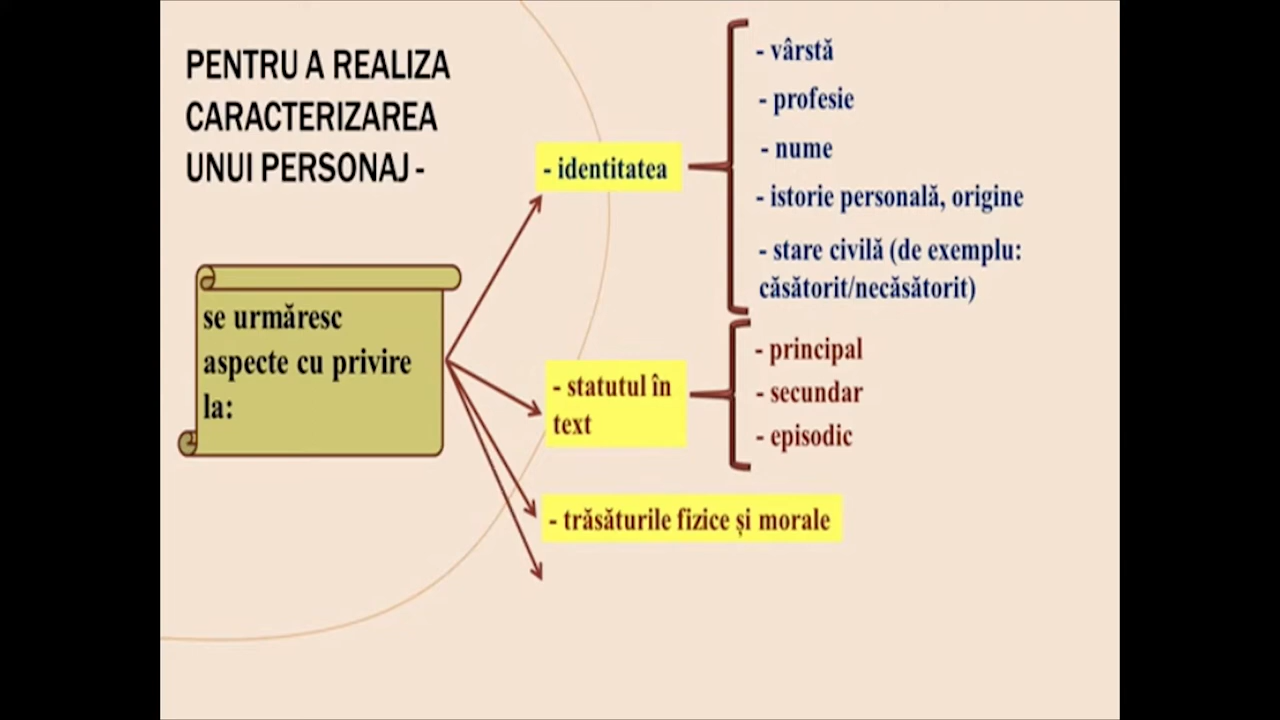 PENTRU A REALIZA
CARACTERIZAREA
UNUI PERSONAJ -
se urmăresc
aspecte cu privire
la:
- identitatea
- vârstă
- profesie
- nume
- istorie personală, origine
- stare civilă (de exemplu:
căsătorit/necăsătorit)
- statutul în
text
- principal
- secundar
- episodic
- trăsăturile fizice și morale